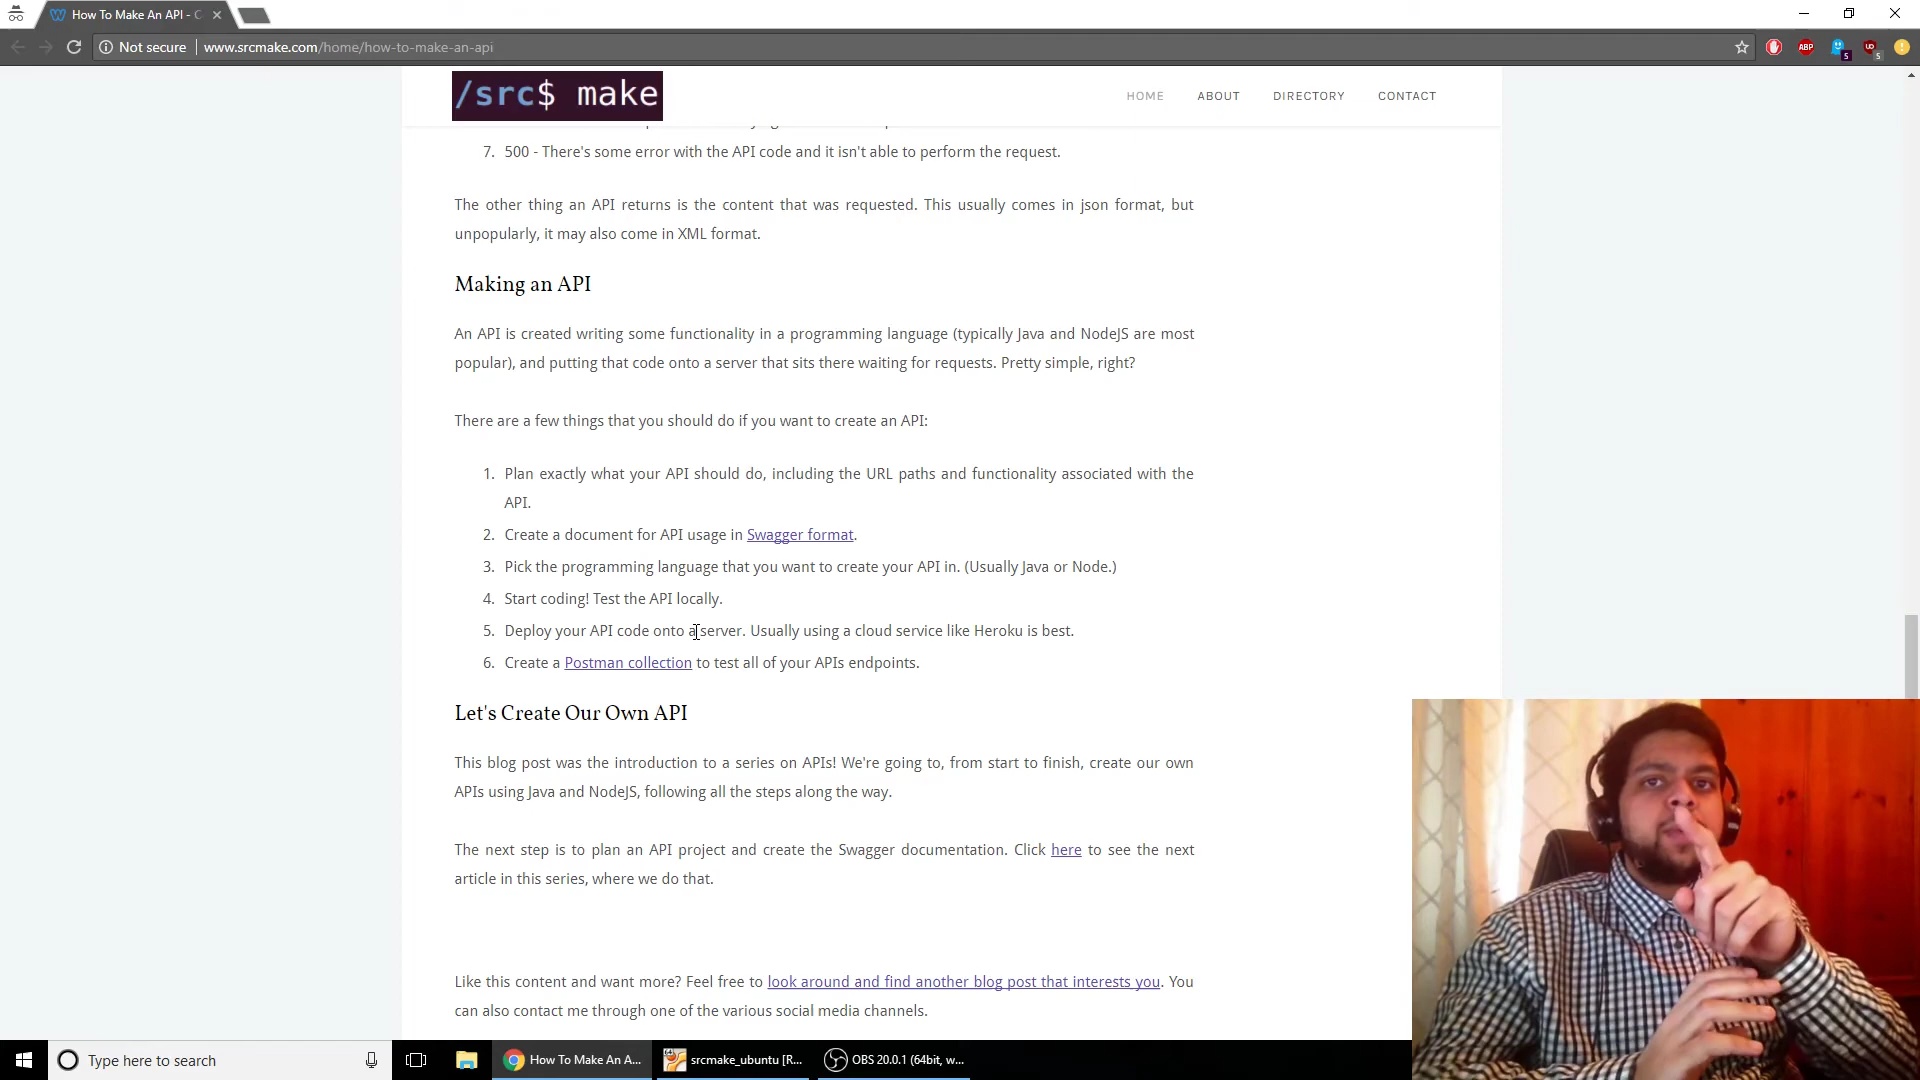 How To Make An API - C
Not secure
www.srcmake.com/home/how-to-make-an-api
ABP
5
UD
5
/src$ make
HOME
ABOUT
DIRECTORY
CONTACT
7. 500 - There's some error with the API code and it isn't able to perform the request.
The other thing an API returns is the content that was requested. This usually comes in json format, but
unpopularly, it may also come in XML format.
Making an API
An API is created writing some functionality in a programming language (typically Java and NodeJS are most
popular), and putting that code onto a server that sits there waiting for requests. Pretty simple, right?
There are a few things that you should do if you want to create an API:
1. Plan exactly what your API should do, including the URL paths and functionality associated with the
API.
2. Create a document for API usage in Swagger format.
3. Pick the programming language that you want to create your API in. (Usually Java or Node.)
4. Start coding! Test the API locally.
5. Deploy your API code onto a server. Usually using a cloud service like Heroku is best.
6. Create a Postman collection to test all of your APIs endpoints.
Let's Create Our Own API
This blog post was the introduction to a series on APIs! We're going to, from start to finish, create our own
APIs using Java and NodeJS, following all the steps along the way.
The next step is to plan an API project and create the Swagger documentation. Click here to see the next
article in this series, where we do that.
Like this content and want more? Feel free to look around and find another blog post that interests you. You
can also contact me through one of the various social media channels.
Type here to search
How To Make An A...
srcmake_ubuntu [R...
OBS 20.0.1 (64bit, w...